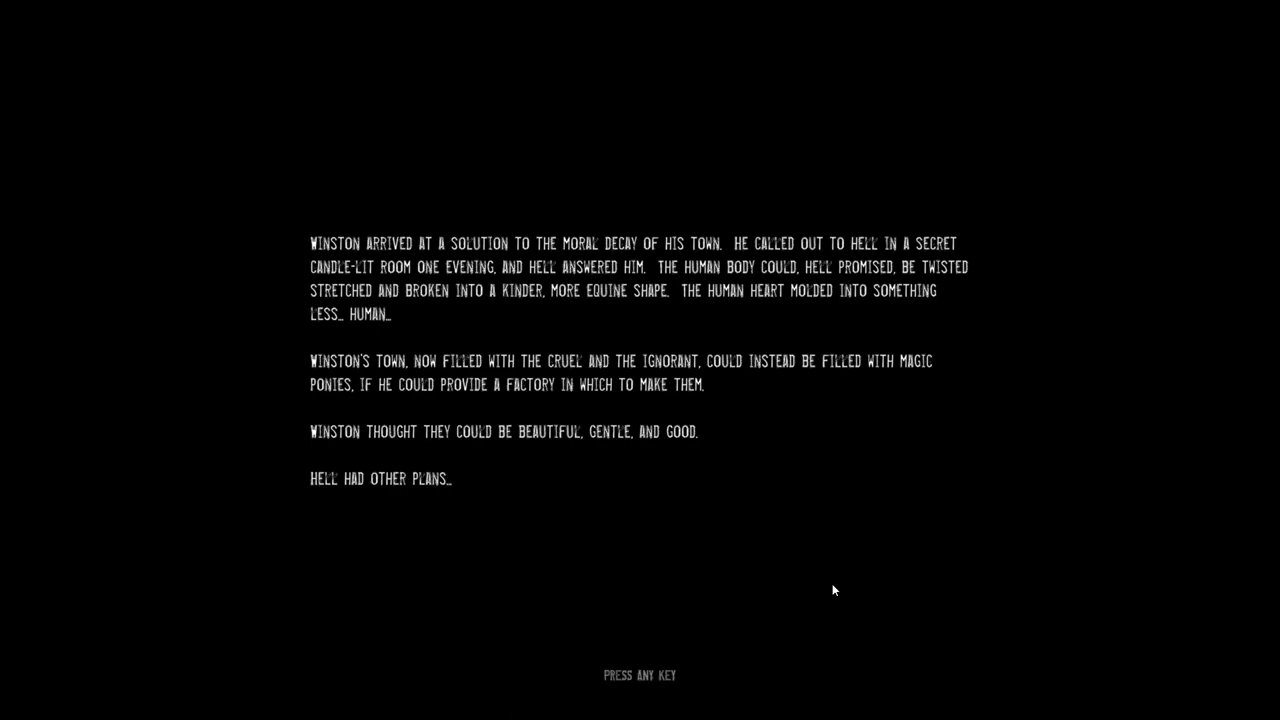 WINSTON ARRIVED AT A SOLUTION TO THE MORAL DECAY OF HIS TOWN. HE CALLED OUT TO HELL IN A SECRET
CANDLE-LIT ROOM ONE EVENING, AND HELL ANSWERED HIM. THE HUMAN BODY COULD, HELL PROMISED, BE TWISTED
STRETCHED AND BROKEN INTO A KINDER, MORE EQUINE SHAPE. THE HUMAN HEART MOLDED INTO SOMETHING
LESS... HUMAN...
WINSTON'S TOWN, NOW FILLED WITH THE CRUEL AND THE IGNORANT, COULD INSTEAD BE FILLED WITH MAGIC
PONIES, IF HE COULD PROVIDE A FACTORY IN WHICH TO MAKE THEM.
WINSTON THOUGHT THEY COULD BE BEAUTIFUL, GENTLE, AND GOOD.
HELL HAD OTHER PLANS...
PRESS ANY KEY